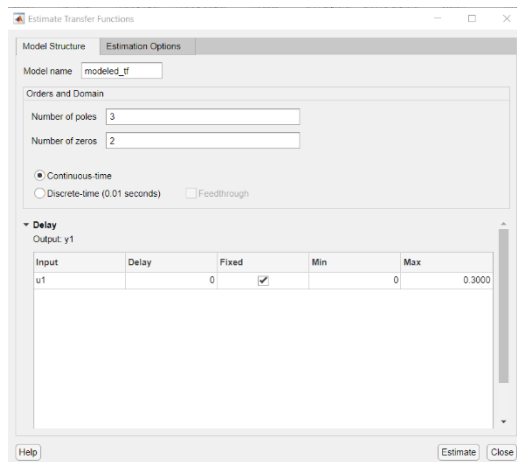 Estimate Transfer Functions
Model Structure Estimation Options
Model name modeled_tf
Orders and Domain
Number of poles 3
Number of zeros 2
Continuous-time
Discrete-time (0.01 seconds) Feedthrough
Delay
Output: y1
Input Delay Fixed Min Max
u1 0 0 0.3000
Help Estimate Close